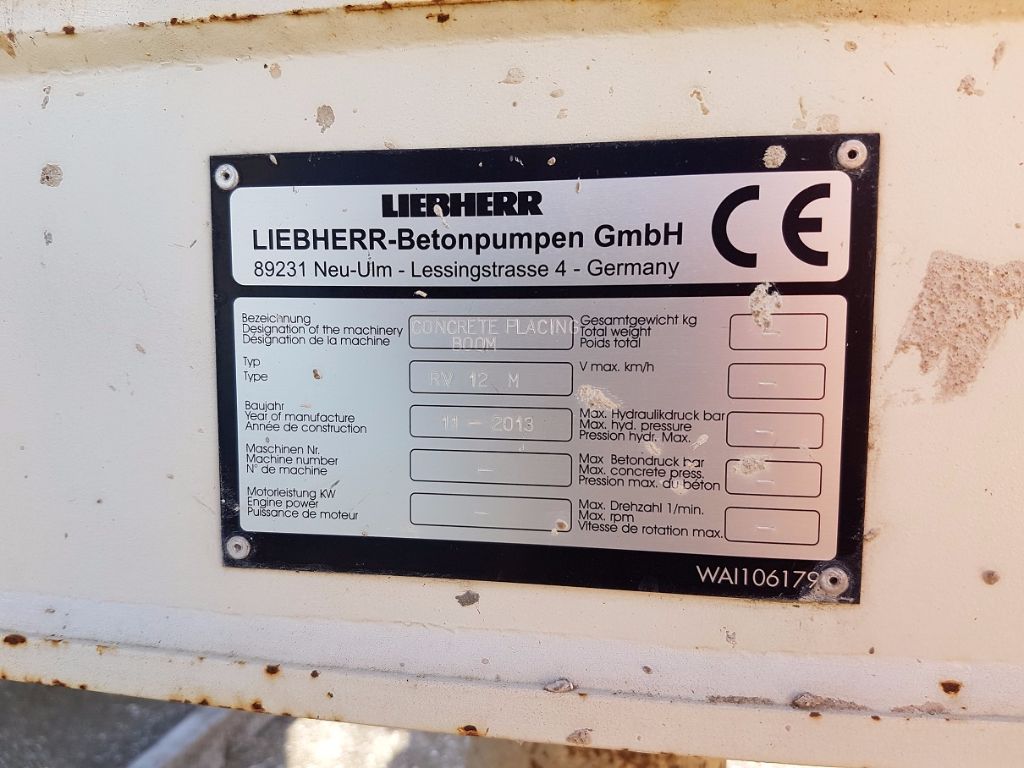 LIEBHERR
LIEBHERR-Betonpumpen GmbH
89231 Neu-Ulm - Lessingstrasse 4 - Germany
CE
Bezeichnung
Designation of the machinery
Désignation de la machine
CONCRETE PLACING
BOOM
Typ
Type
RV 12 M
Baujahr
Year of manufacture
Année de construction
11 - 2013
Maschinen Nr.
Machine number
N° de machine
-
Motorleistung KW
Engine power
Puissance de moteur
-
Gesamtgewicht kg
Total weight
Poids total
-
V max. km/h
-
Max. Hydraulikdruck bar
Max. hyd. pressure
Pression hydr. Max.
-
Max Betondruck bar
Max. concrete press.
Pression max. du béton
-
Max. Drehzahl 1/min.
Max. rpm
Vitesse de rotation max.
-
WAI106179